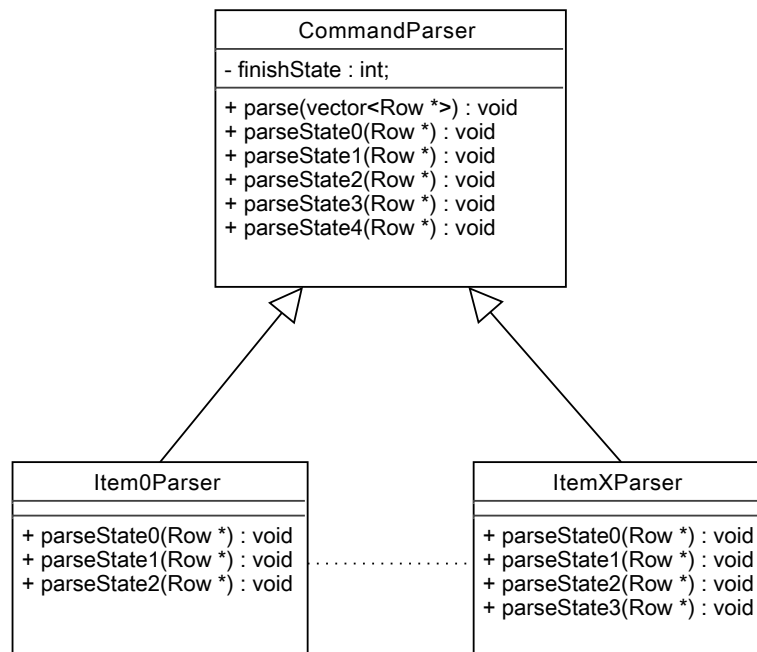 CommandParser
- finishState : int;
+ parse(vector<Row *>) : void
+ parseState0(Row *) : void
+ parseState1(Row *) : void
+ parseState2(Row *) : void
+ parseState3(Row *) : void
+ parseState4(Row *) : void
Item0Parser
+ parseState0(Row *) : void
+ parseState1(Row *) : void
+ parseState2(Row *) : void
ItemXParser
+ parseState0(Row *) : void
+ parseState1(Row *) : void
+ parseState2(Row *) : void
+ parseState3(Row *) : void